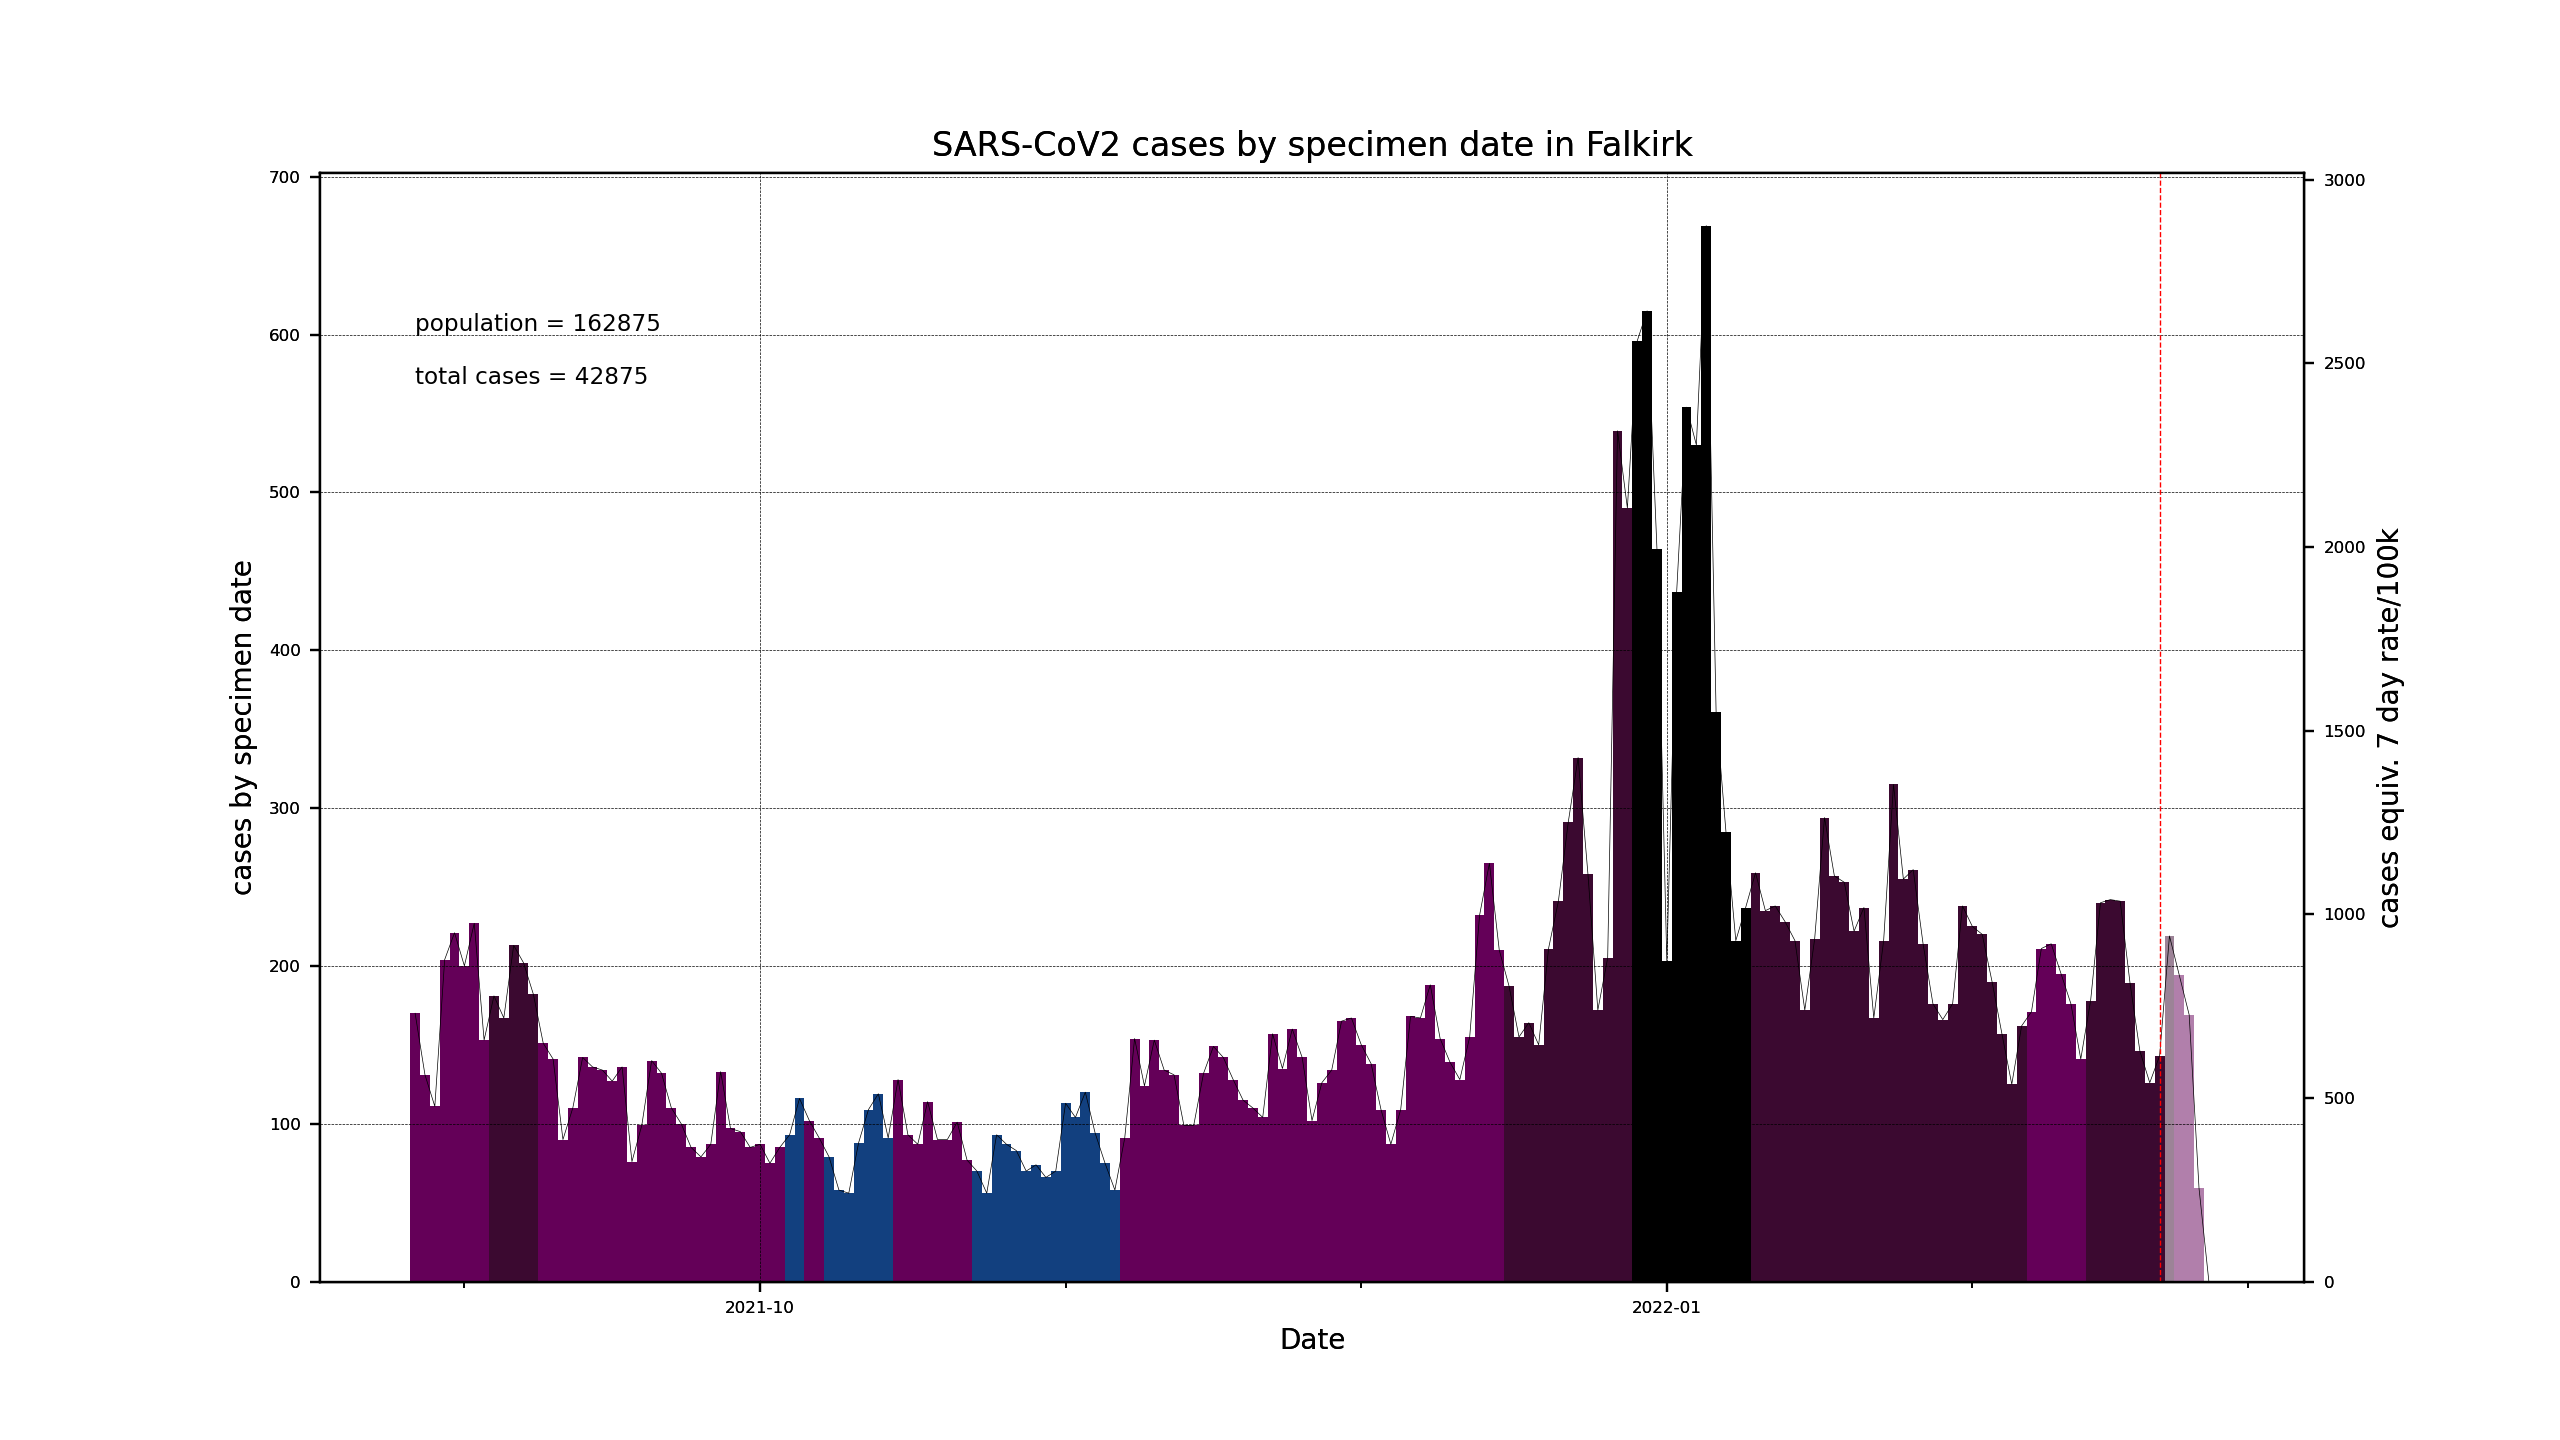 SARS-CoV2 cases by specimen date in Falkirk
population = 162875
total cases = 42875
cases by specimen date
700
600
500
400
300
200
100
0
3000
2500
2000
1500
1000
500
0
cases equiv. 7 day rate/100k
2021-10
2022-01
Date